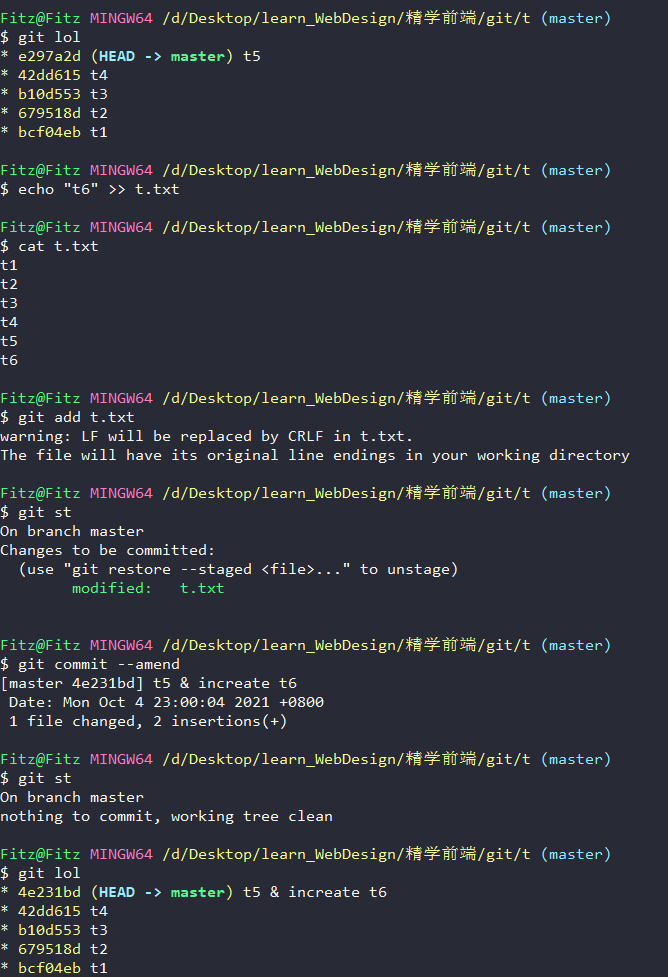 Fitz@Fitz MINGW64 /d/Desktop/learn_WebDesign/精学前端/git/t (master)
$ git lol
* e297a2d (HEAD -> master) t5
* 42dd615 t4
* b10d553 t3
* 679518d t2
* bcf04eb t1
Fitz@Fitz MINGW64 /d/Desktop/learn_WebDesign/精学前端/git/t (master)
$ echo "t6" >> t.txt
Fitz@Fitz MINGW64 /d/Desktop/learn_WebDesign/精学前端/git/t (master)
$ cat t.txt
t1
t2
t3
t4
t5
t6
Fitz@Fitz MINGW64 /d/Desktop/learn_WebDesign/精学前端/git/t (master)
$ git add t.txt
warning: LF will be replaced by CRLF in t.txt.
The file will have its original line endings in your working directory
Fitz@Fitz MINGW64 /d/Desktop/learn_WebDesign/精学前端/git/t (master)
$ git st
On branch master
Changes to be committed:
  (use "git restore --staged <file>..." to unstage)
        modified:   t.txt
Fitz@Fitz MINGW64 /d/Desktop/learn_WebDesign/精学前端/git/t (master)
$ git commit --amend
[master 4e231bd] t5 & increate t6
 Date: Mon Oct 4 23:00:04 2021 +0800
 1 file changed, 2 insertions(+)
Fitz@Fitz MINGW64 /d/Desktop/learn_WebDesign/精学前端/git/t (master)
$ git st
On branch master
nothing to commit, working tree clean
Fitz@Fitz MINGW64 /d/Desktop/learn_WebDesign/精学前端/git/t (master)
$ git lol
* 4e231bd (HEAD -> master) t5 & increate t6
* 42dd615 t4
* b10d553 t3
* 679518d t2
* bcf04eb t1